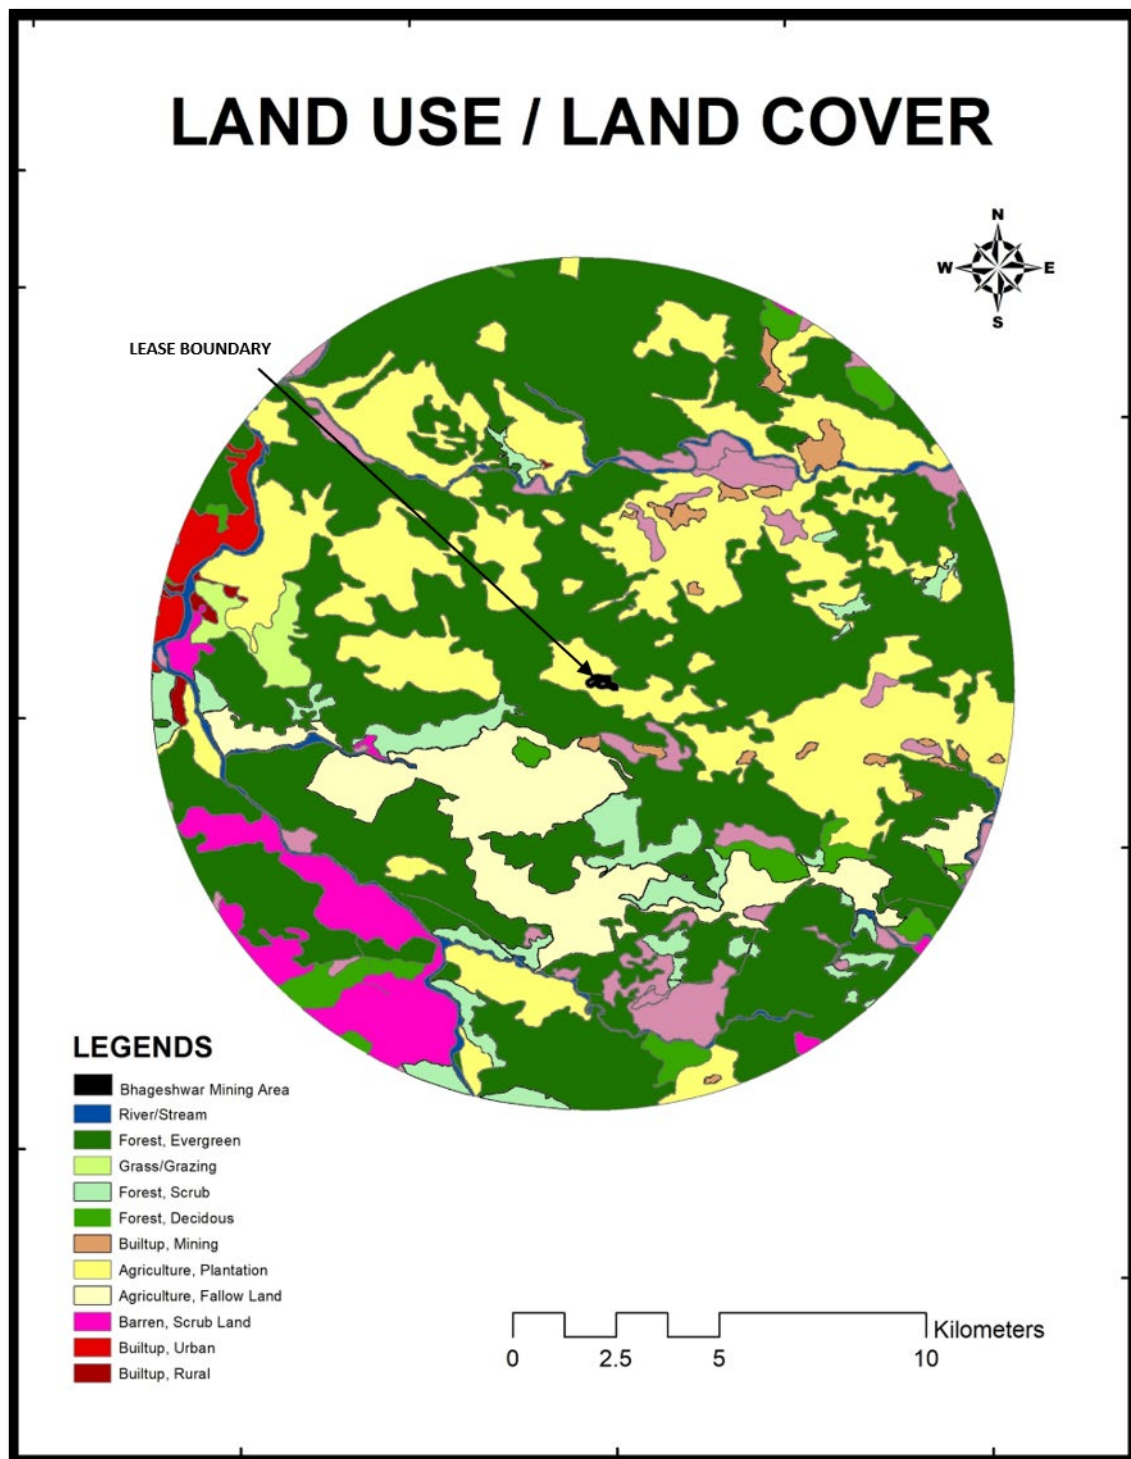 LAND USE / LAND COVER
N
W
E
S
LEASE BOUNDARY
LEGENDS
Bhageshwar Mining Area
River/Stream
Forest, Evergreen
Grass/Grazing
Forest, Scrub
Forest, Decidous
Builtup, Mining
Agriculture, Plantation
Agriculture, Fallow Land
Barren, Scrub Land
Builtup, Urban
Builtup, Rural
Kilometers
0 2.5 5 10